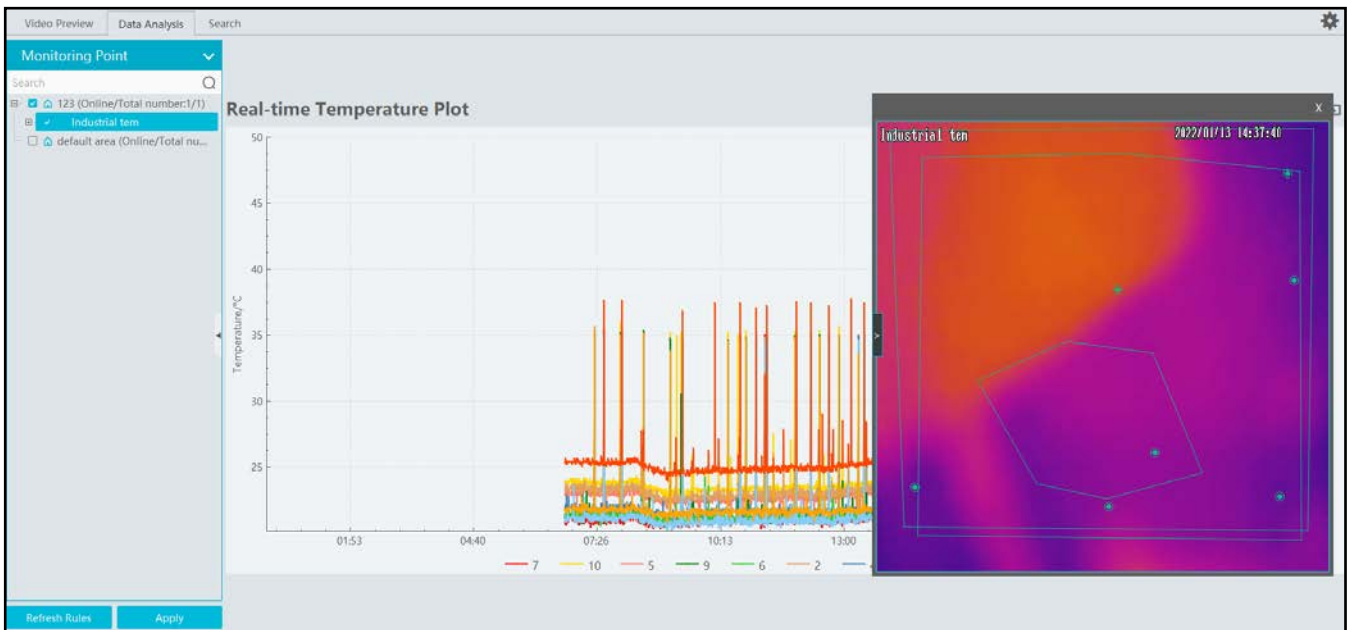 Video Preview Data Analysis Search
Monitoring Point
Search
123 (Online/Total number:1/1)
Industrial tem
default area (Online/Total nu...
Real-time Temperature Plot
X
Industrial tem 2022/01/13 14:37:40
Temperature/°C
50
45
40
35
30
25
01:53 04:40 07:26 10:13 13:00
7 10 5 9 6 2
Refresh Rules Apply